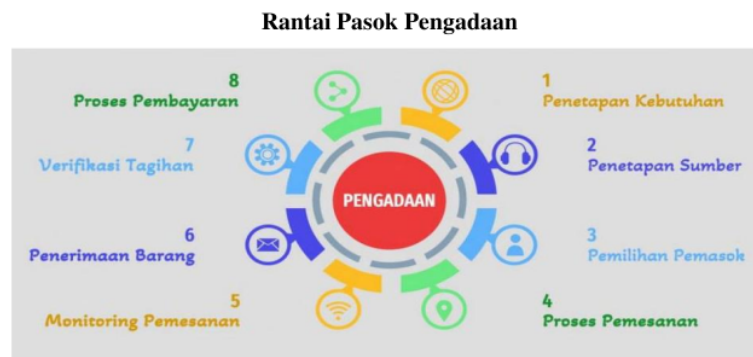 Rantai Pasok Pengadaan
8
Proses Pembayaran
1
Penetapan Kebutuhan
7
Verifikasi Tagihan
2
Penetapan Sumber
PENGADAAN
6
Penerimaan Barang
3
Pemilihan Pemasok
5
Monitoring Pemesanan
4
Proses Pemesanan